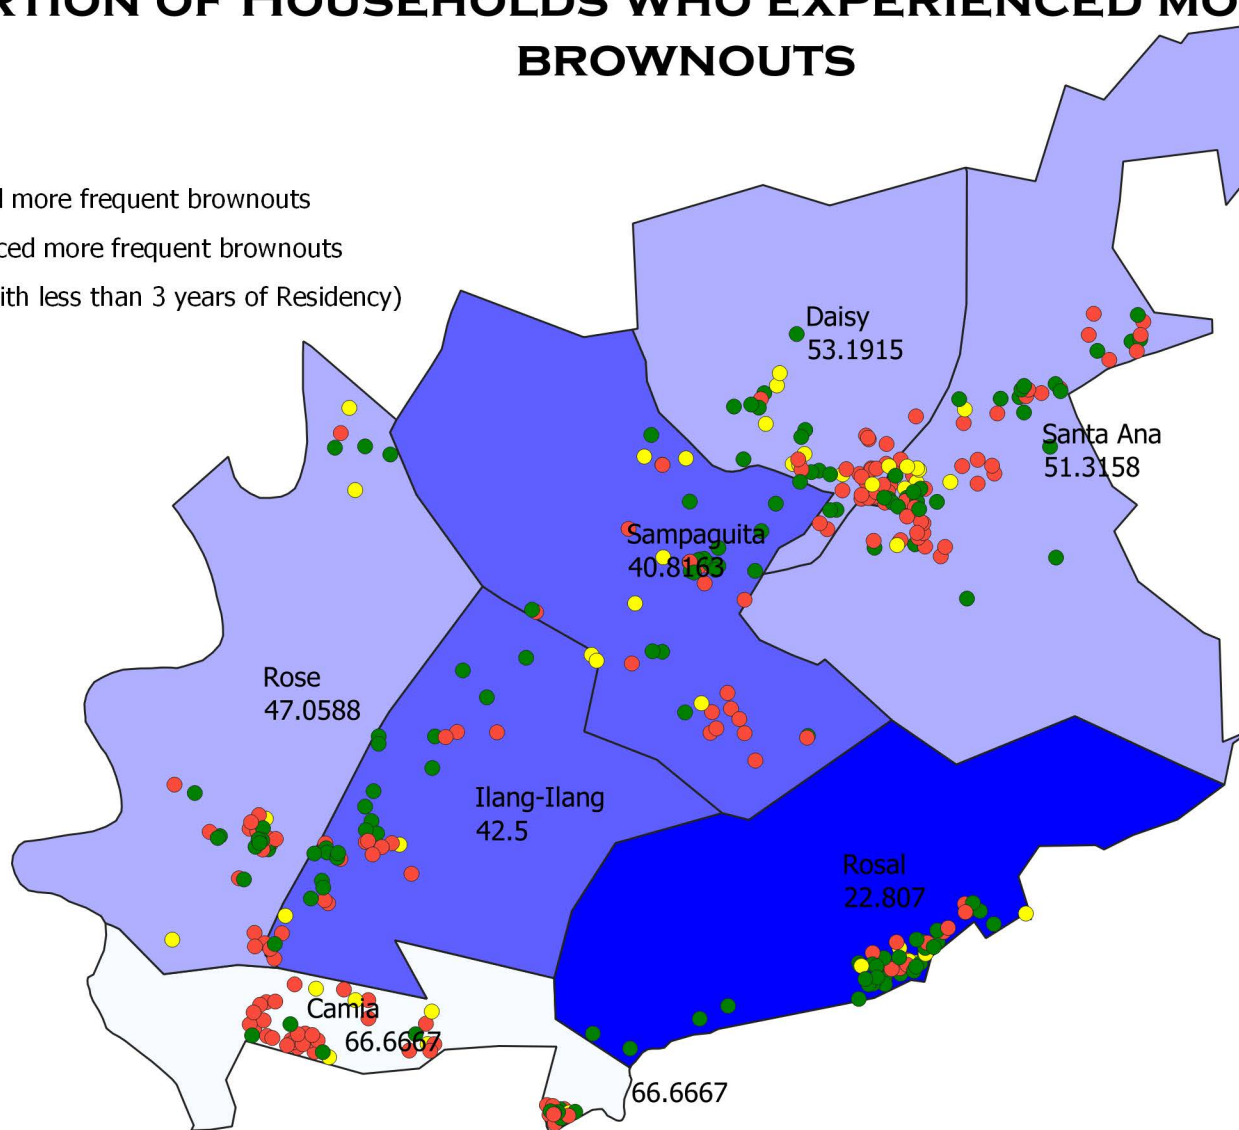 BROWNOUTS
more frequent brownouts
more frequent brownouts
less than 3 years of Residency)
Daisy
53.1915
Santa Ana
51.3158
Sampaguita
40.8163
Rose
47.0588
Ilang-Ilang
42.5
Rosal
22.807
Camia
66.6667
66.6667